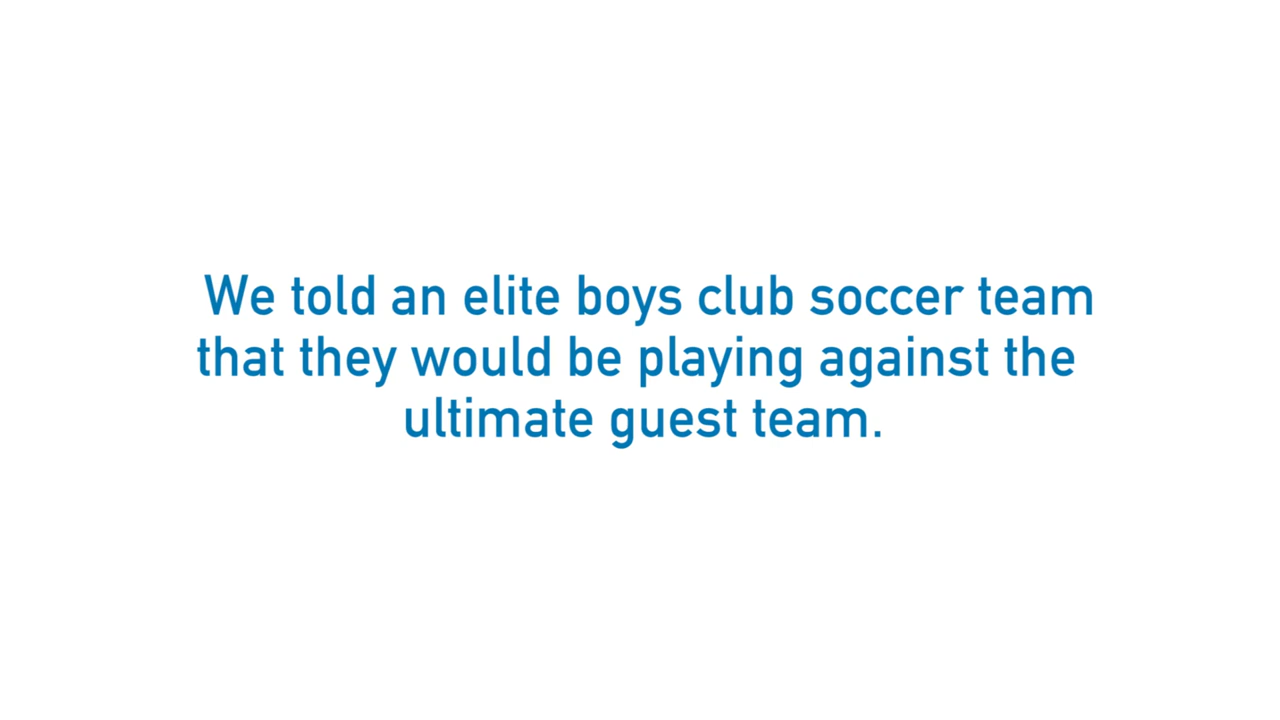 We told an elite boys club soccer team
that they would be playing against the
ultimate guest team.